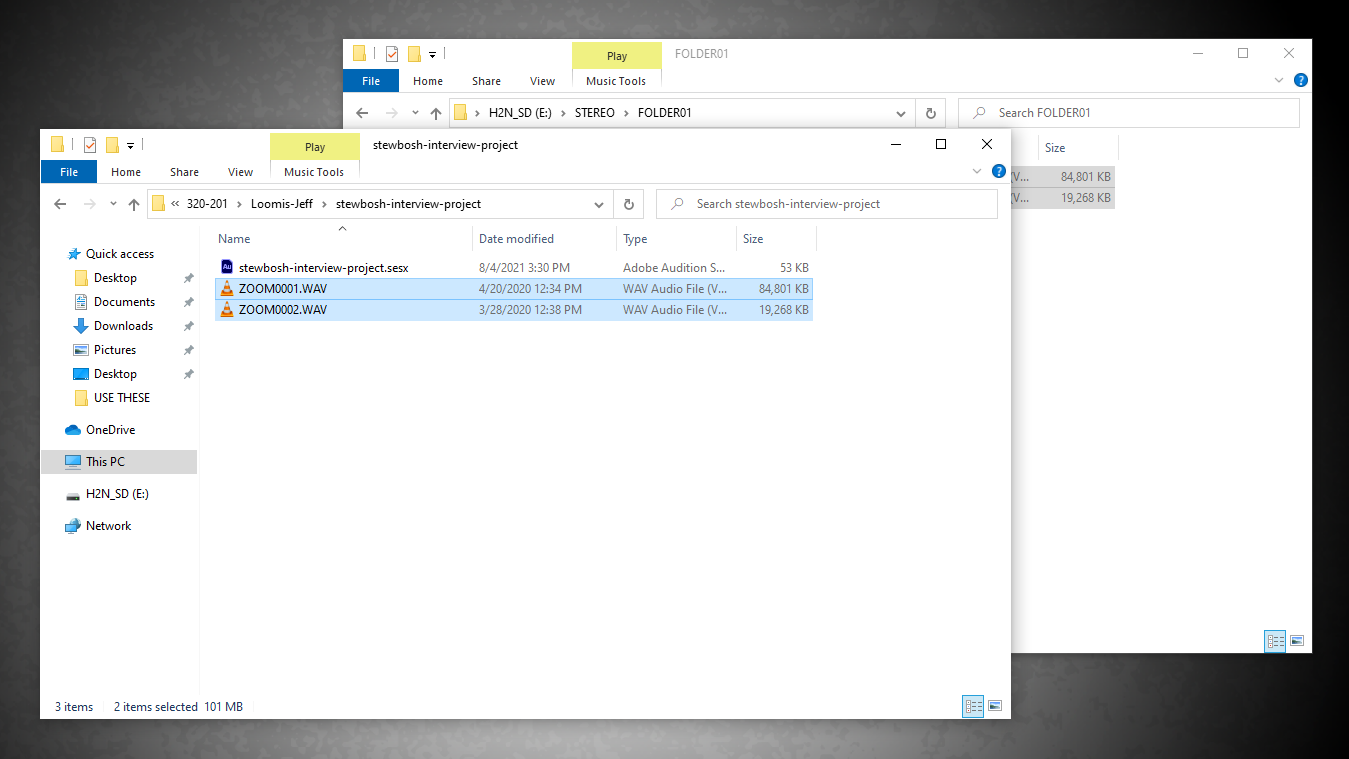 Play
FOLDER01
File
Home
Share
View
Music Tools
H2N_SD (E:) > STEREO > FOLDER01
Search FOLDER01
Size
(V... 84,801 KB
(V... 19,268 KB
Play
stewbosh-interview-project
File
Home
Share
View
Music Tools
« 320-201 > Loomis-Jeff > stewbosh-interview-project
Search stewbosh-interview-project
Name
Date modified
Type
Size
stewbosh-interview-project.sesx 8/4/2021 3:30 PM Adobe Audition S... 53 KB
ZOOM0001.WAV 4/20/2020 12:34 PM WAV Audio File (V... 84,801 KB
ZOOM0002.WAV 3/28/2020 12:38 PM WAV Audio File (V... 19,268 KB
Quick access
Desktop
Documents
Downloads
Pictures
Desktop
USE THESE
OneDrive
This PC
H2N_SD (E:)
Network
3 items
2 items selected 101 MB